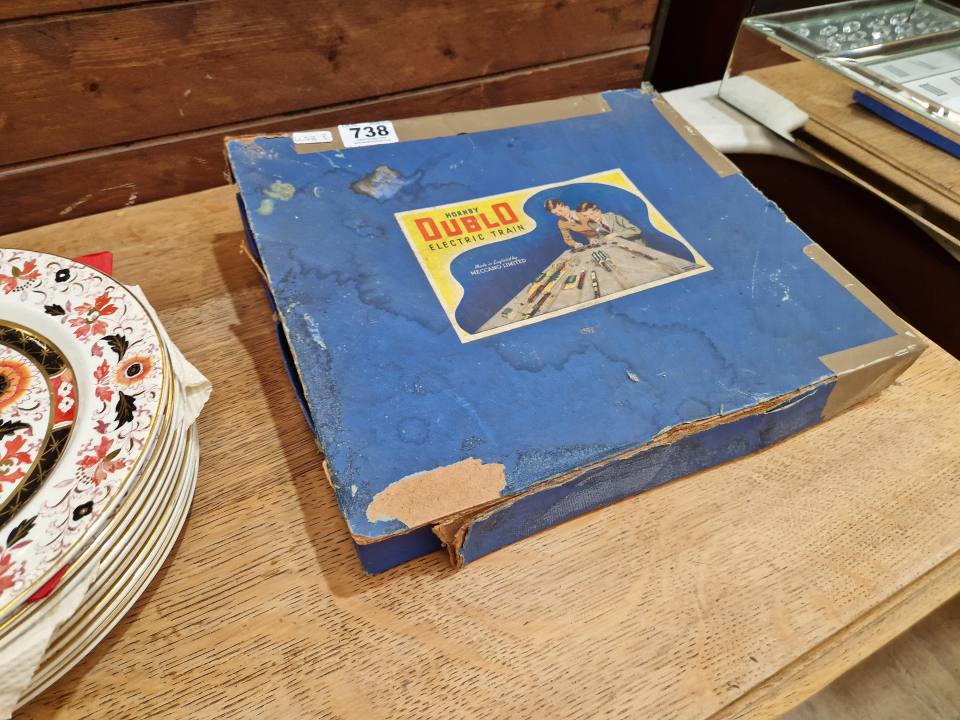 738
HORNBY
DUBLO
ELECTRIC TRAIN
Made in England by
MECCANO LIMITED